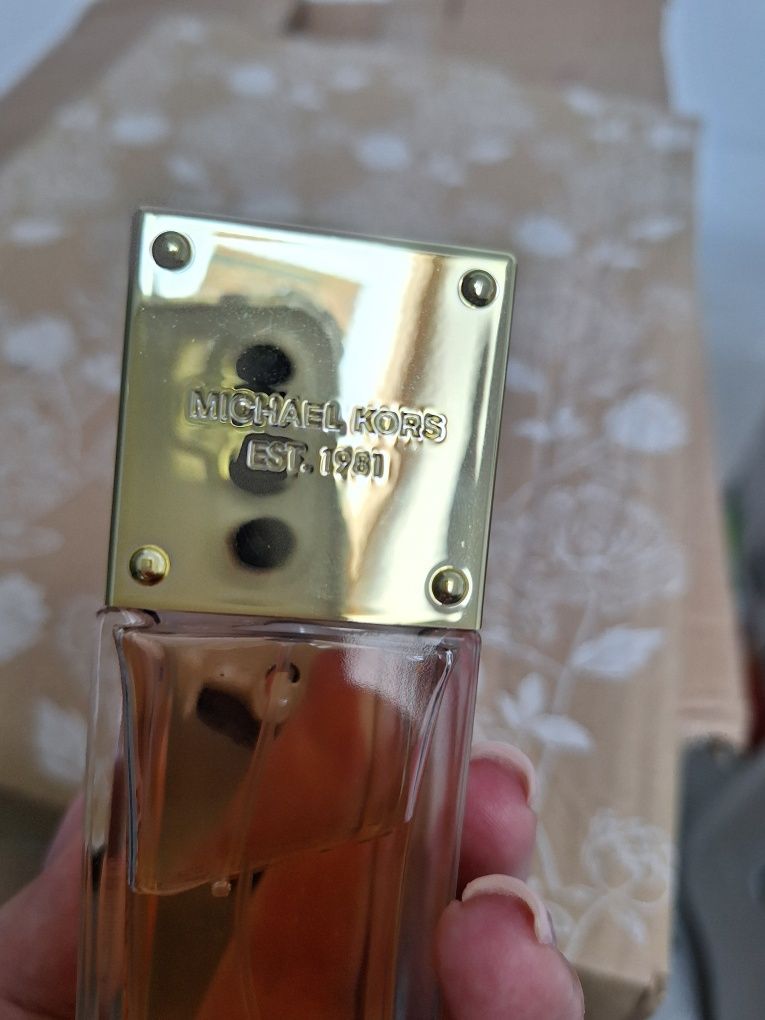 MICHAEL KORS
EST. 1981